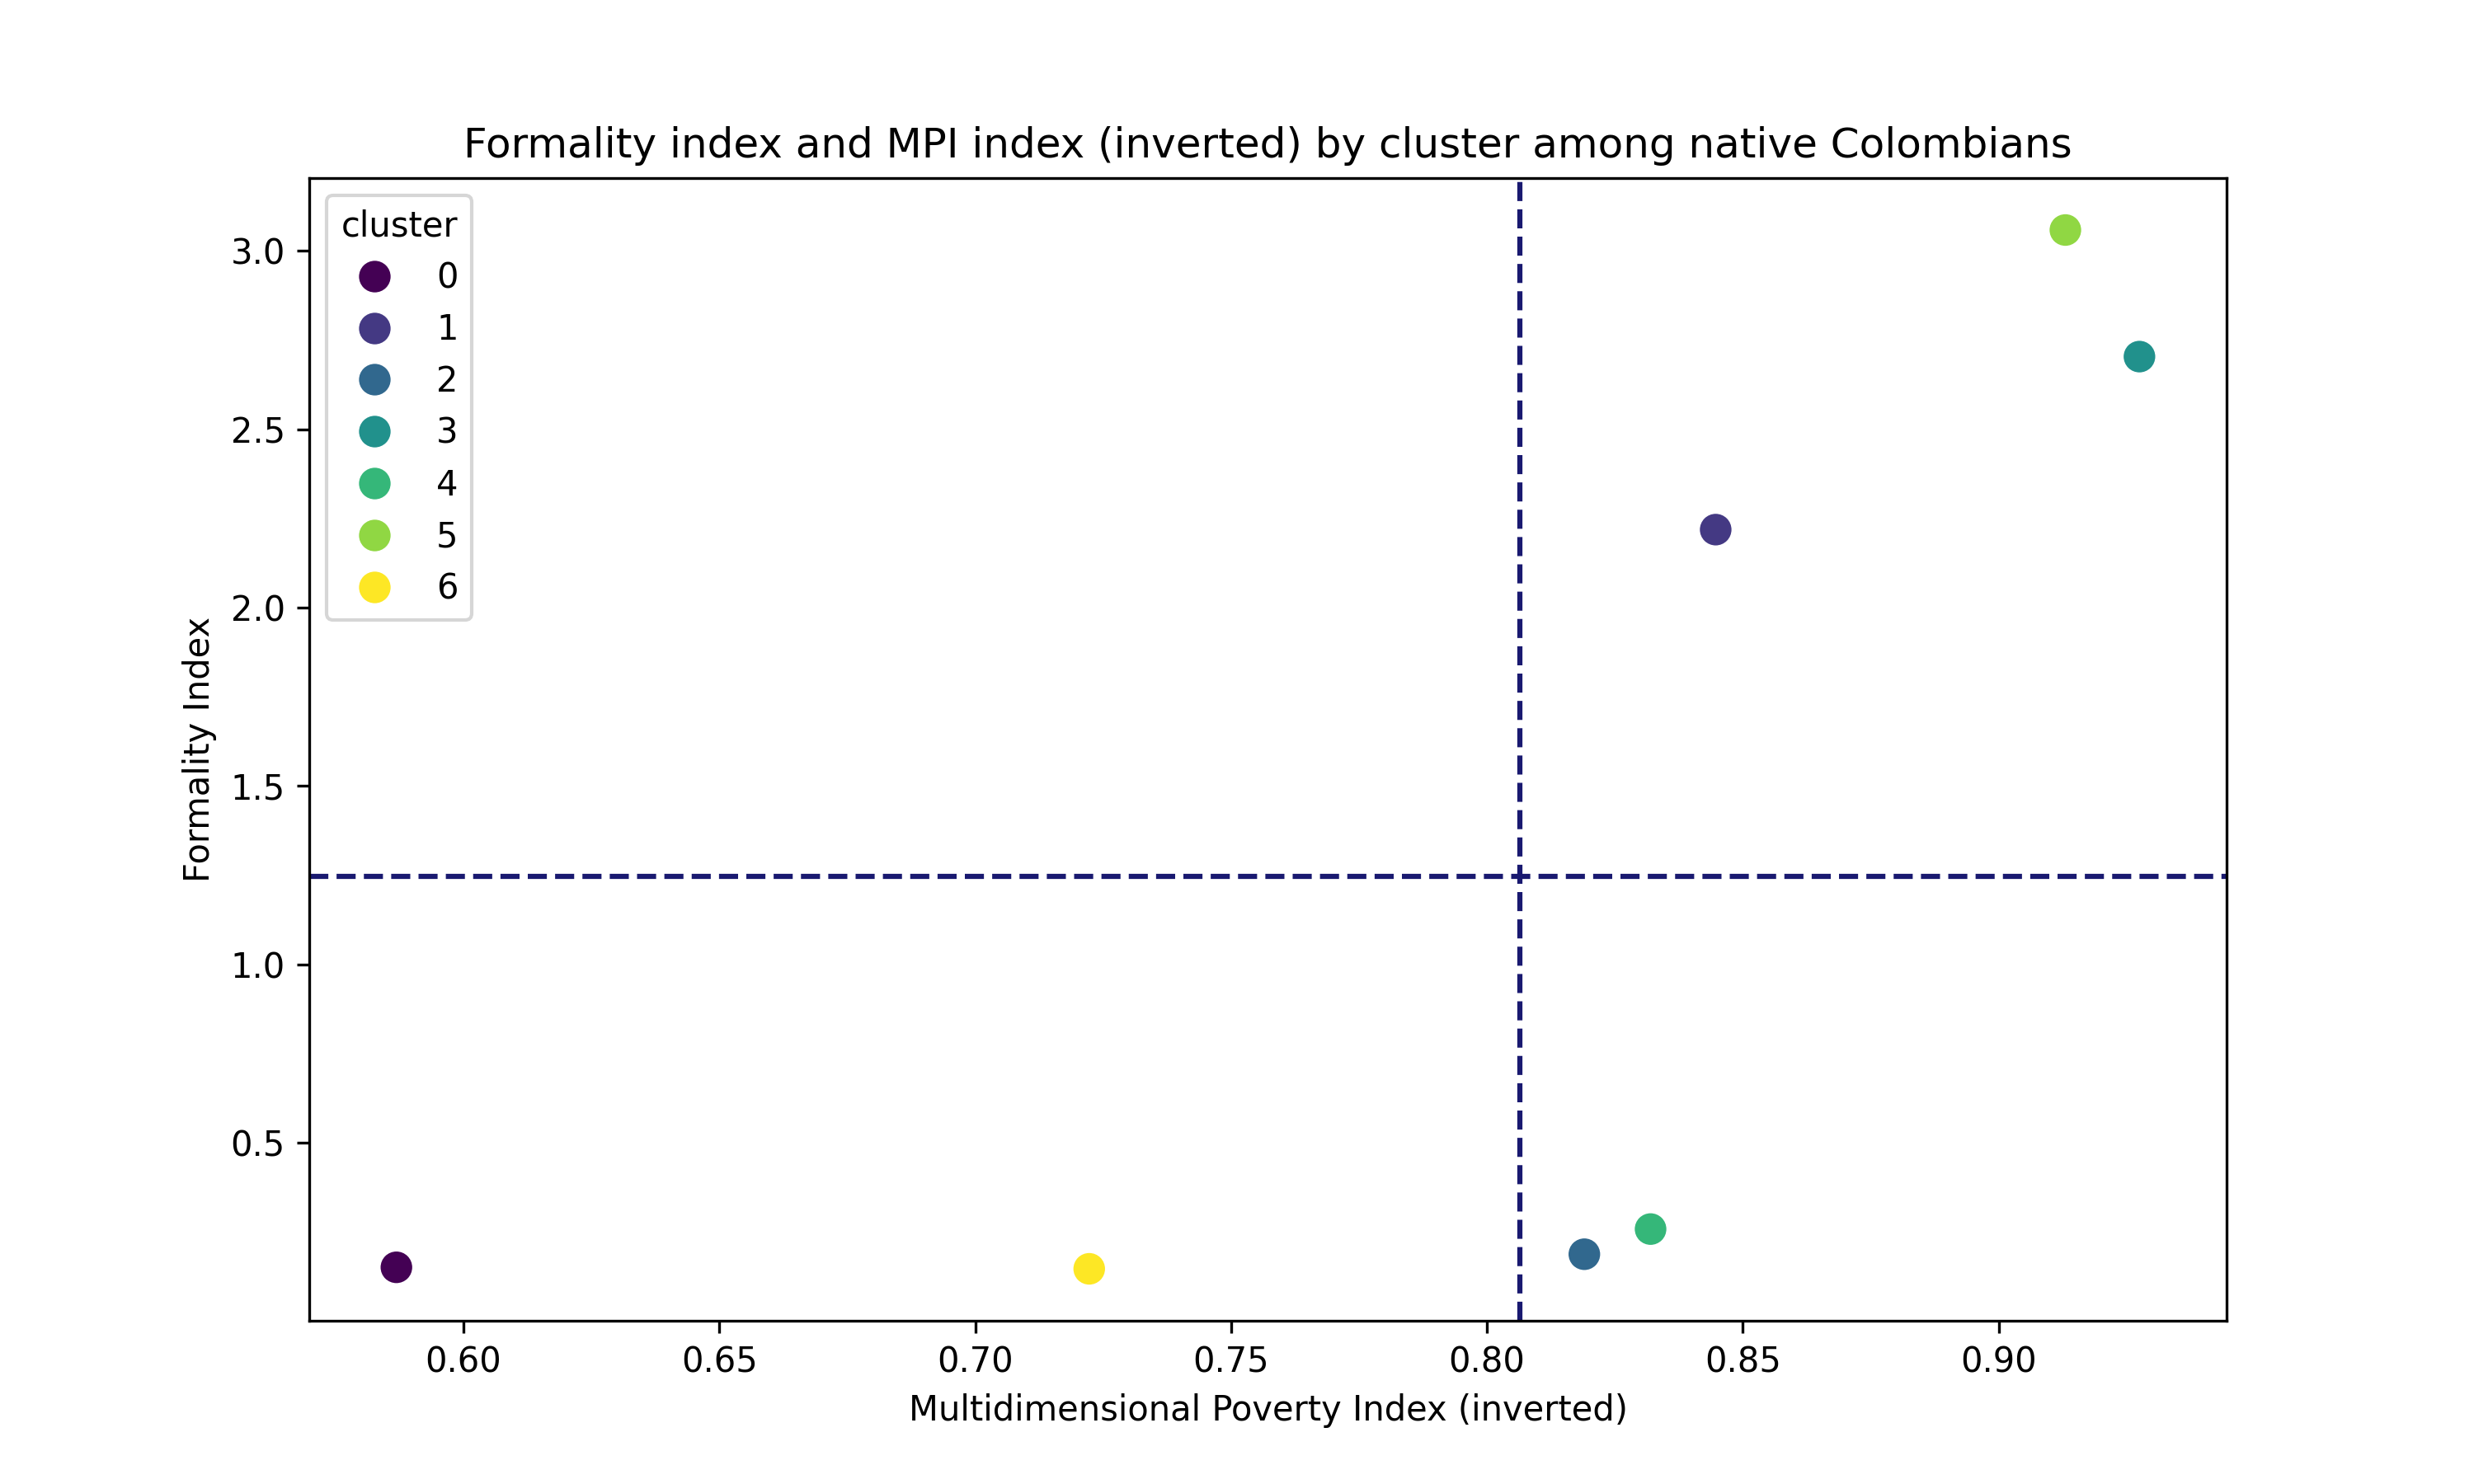 Formality index and MPI index (inverted) by cluster among native Colombians
cluster
0
1
2
3
4
5
6
3.0
2.5
2.0
1.5
1.0
0.5
Formality Index
0.60 0.65 0.70 0.75 0.80 0.85 0.90
Multidimensional Poverty Index (inverted)